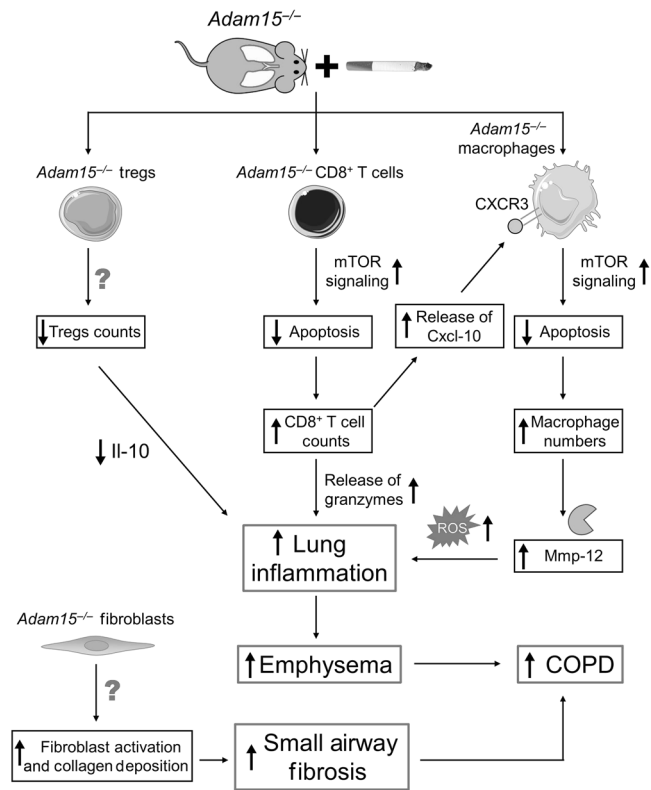 Adam15–/–
Adam15–/–
macrophages
Adam15–/– tregs
Adam15–/– CD8+ T cells
CXCR3
?
mTOR
signaling
mTOR
signaling
Tregs counts
Apoptosis
Release of
Cxcl-10
Apoptosis
CD8+ T cell
counts
Macrophage
numbers
Il-10
Release of
granzymes
ROS
Lung
inflammation
Mmp-12
Adam15–/– fibroblasts
Emphysema
COPD
?
Fibroblast activation
and collagen deposition
Small airway
fibrosis